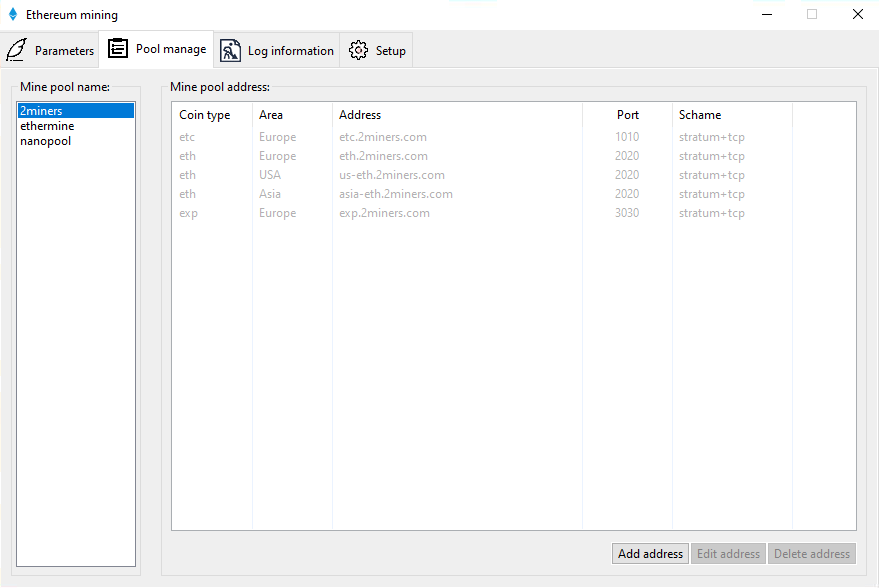 Ethereum mining
Parameters Pool manage Log information Setup
Mine pool name:
2miners
ethermine
nanopool
Mine pool address:
Coin type Area Address Port Schame
etc Europe etc.2miners.com 1010 stratum+tcp
eth Europe eth.2miners.com 2020 stratum+tcp
eth USA us-eth.2miners.com 2020 stratum+tcp
eth Asia asia-eth.2miners.com 2020 stratum+tcp
exp Europe exp.2miners.com 3030 stratum+tcp
Add address Edit address Delete address